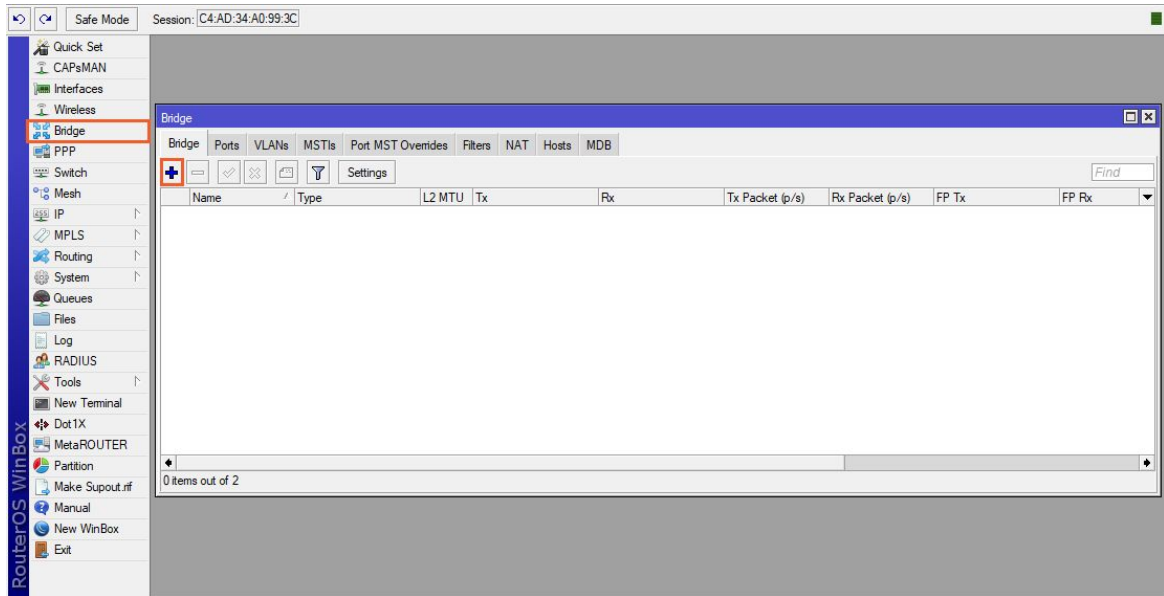 Safe Mode Session: C4:AD:34:A0:99:3C
Quick Set
CAPsMAN
Interfaces
Wireless
Bridge
PPP
Switch
Mesh
IP
MPLS
Routing
System
Queues
Files
Log
RADIUS
Tools
New Terminal
Dot1X
MetaROUTER
Partition
Make Supout.rif
Manual
New WinBox
Exit
RouterOS WinBox
Bridge
Bridge Ports VLANs MSTIs Port MST Overrides Filters NAT Hosts MDB
Settings Find
Name Type L2 MTU Tx Rx Tx Packet (p/s) Rx Packet (p/s) FP Tx FP Rx
0 items out of 2